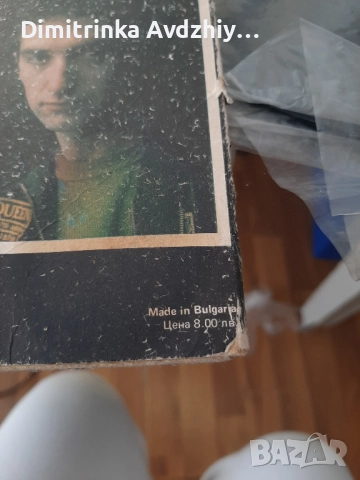 Dimitrinka Avdzhiy...
QUEEN
Made in Bulgaria
Цена 8.00 лв.
BAZAR